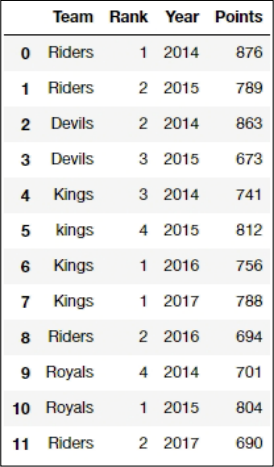 Team Rank Year Points
0 Riders 1 2014 876
1 Riders 2 2015 789
2 Devils 2 2014 863
3 Devils 3 2015 673
4 Kings 3 2014 741
5 kings 4 2015 812
6 Kings 1 2016 756
7 Kings 1 2017 788
8 Riders 2 2016 694
9 Royals 4 2014 701
10 Royals 1 2015 804
11 Riders 2 2017 690